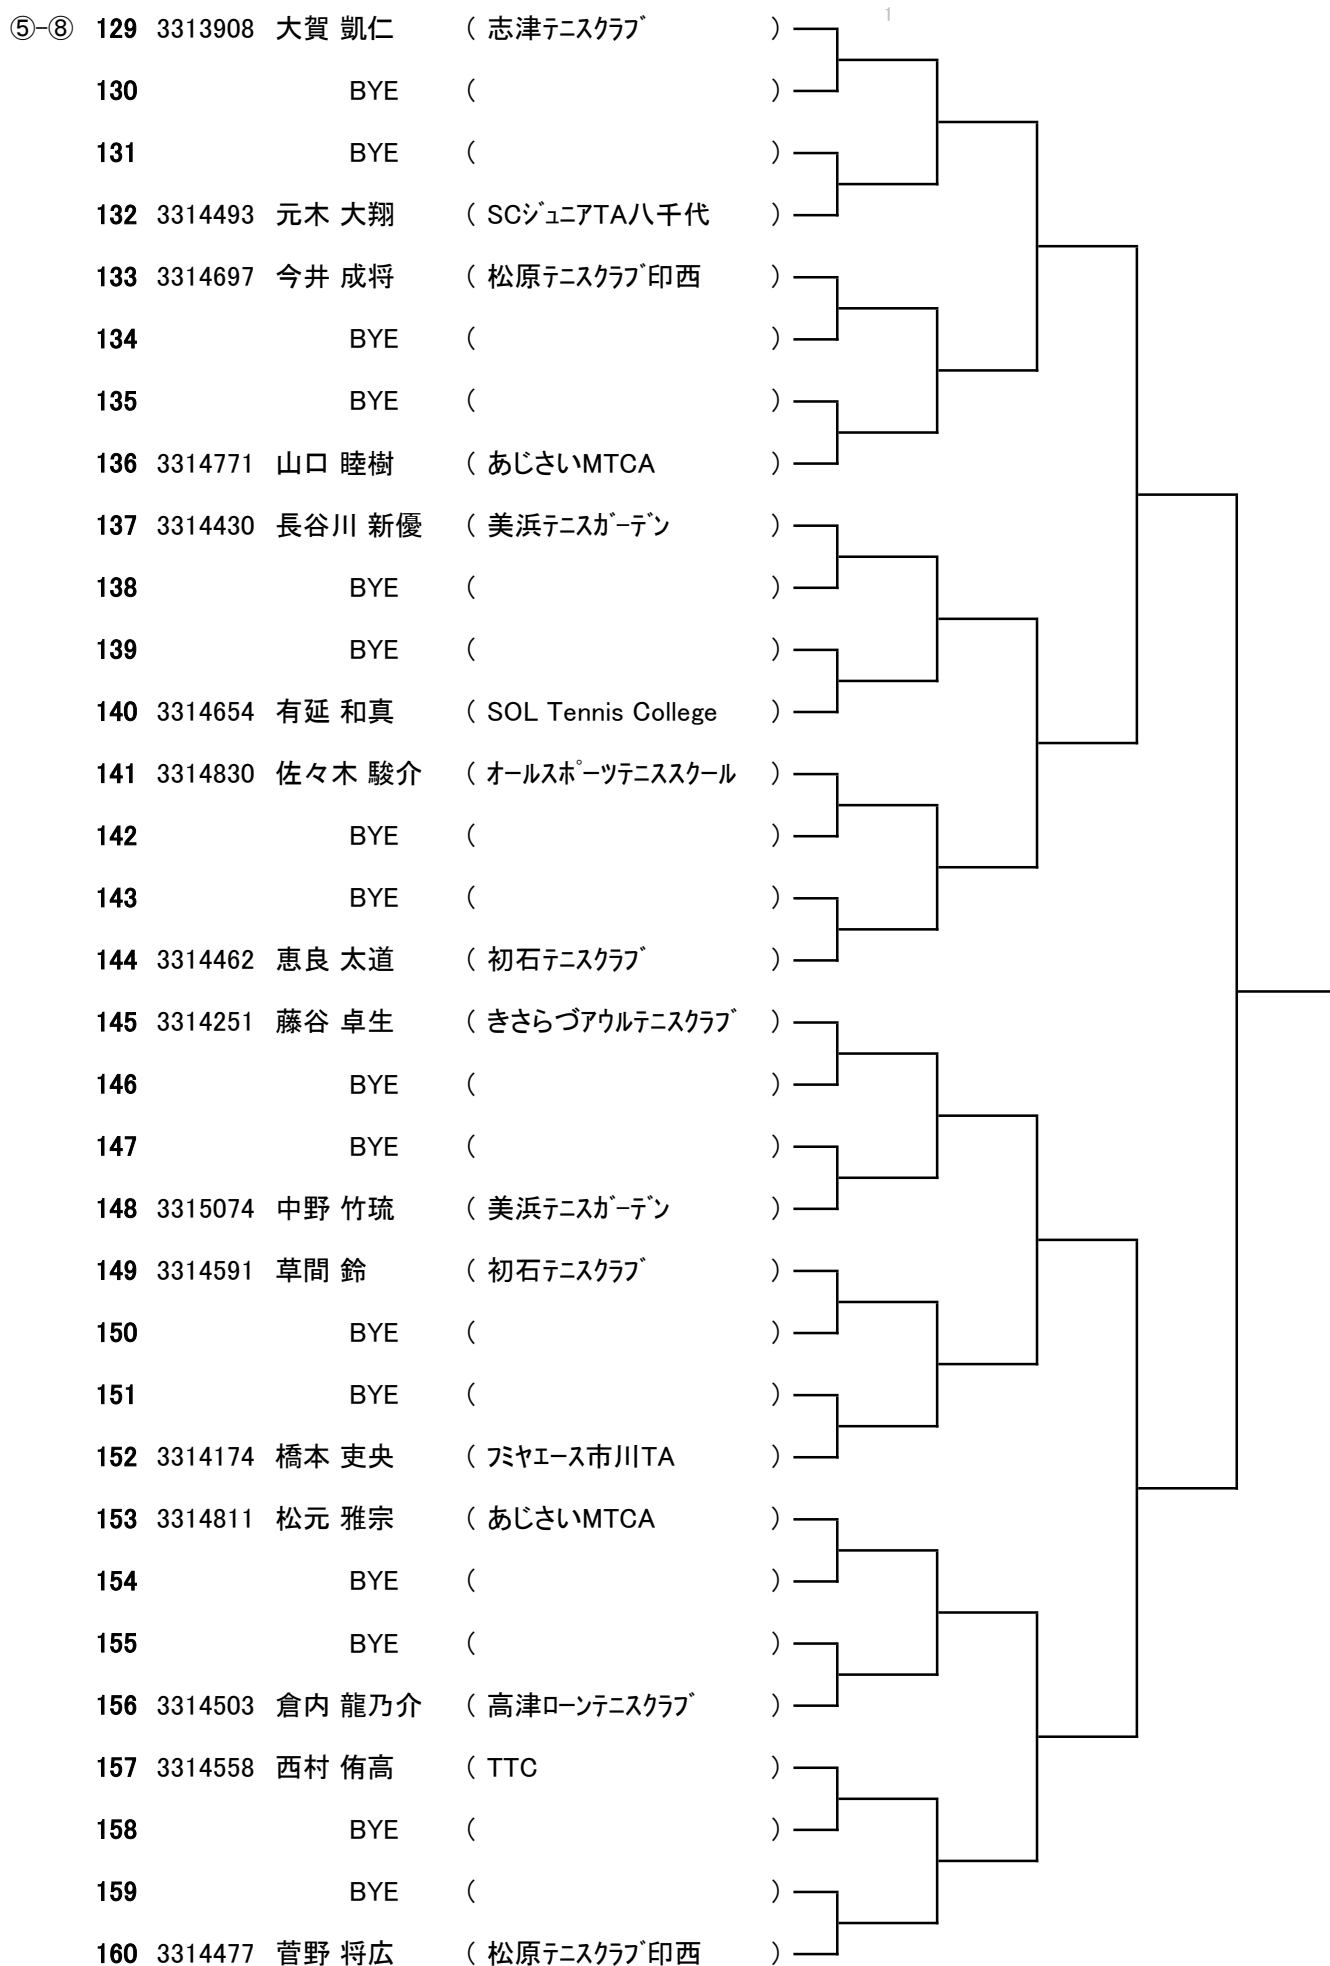 1
⑤-⑧ 129 3313908 大賀 凱仁 ( 志津ﾃﾆｽｸﾗﾌﾞ )
130 BYE ( )
131 BYE ( )
132 3314493 元木 大翔 ( SCｼﾞｭﾆｱTA八千代 )
133 3314697 今井 成将 ( 松原ﾃﾆｽｸﾗﾌﾞ印西 )
134 BYE ( )
135 BYE ( )
136 3314771 山口 睦樹 ( あじさいMTCA )
137 3314430 長谷川 新優 ( 美浜ﾃﾆｽｶﾞｰﾃﾞﾝ )
138 BYE ( )
139 BYE ( )
140 3314654 有延 和真 ( SOL Tennis College )
141 3314830 佐々木 駿介 ( ｵｰﾙｽﾎﾟｰﾂﾃﾆｽｽｸｰﾙ )
142 BYE ( )
143 BYE ( )
144 3314462 恵良 太道 ( 初石ﾃﾆｽｸﾗﾌﾞ )
145 3314251 藤谷 卓生 ( きさらづｱｳﾙﾃﾆｽｸﾗﾌﾞ )
146 BYE ( )
147 BYE ( )
148 3315074 中野 竹琉 ( 美浜ﾃﾆｽｶﾞｰﾃﾞﾝ )
149 3314591 草間 鈴 ( 初石ﾃﾆｽｸﾗﾌﾞ )
150 BYE ( )
151 BYE ( )
152 3314174 橋本 吏央 ( ﾌﾐﾔｴｰｽ市川TA )
153 3314811 松元 雅宗 ( あじさいMTCA )
154 BYE ( )
155 BYE ( )
156 3314503 倉内 龍乃介 ( 高津ﾛｰﾝﾃﾆｽｸﾗﾌﾞ )
157 3314558 西村 侑高 ( TTC )
158 BYE ( )
159 BYE ( )
160 3314477 菅野 将広 ( 松原ﾃﾆｽｸﾗﾌﾞ印西 )